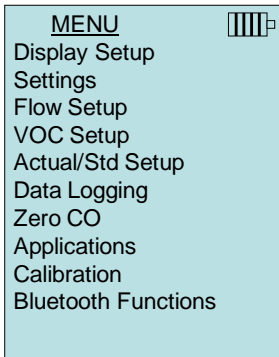 MENU
Display Setup
Settings
Flow Setup
VOC Setup
Actual/Std Setup
Data Logging
Zero CO
Applications
Calibration
Bluetooth Functions